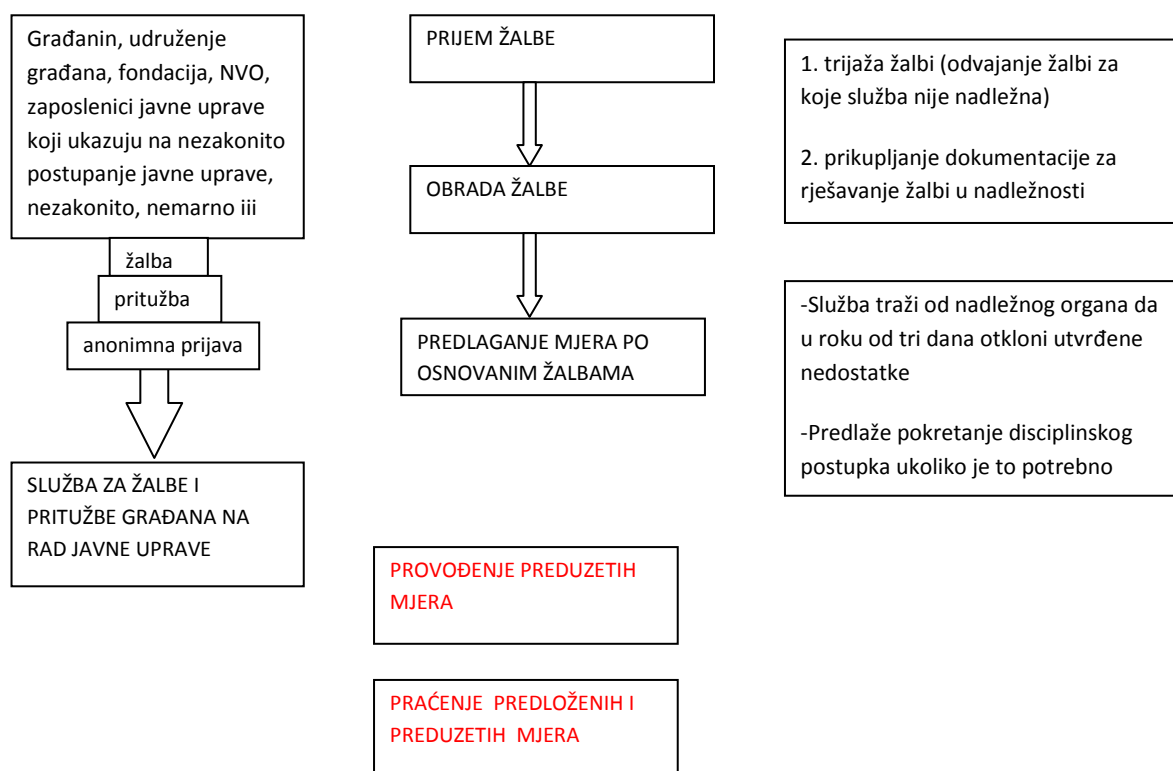 Građanin, udruženje
građana, fondacija, NVO,
zaposlenici javne uprave
koji ukazuju na nezakonito
postupanje javne uprave,
nezakonito, nemarno iii
žalba
pritužba
anonimna prijava
SLUŽBA ZA ŽALBE I
PRITUŽBE GRAĐANA NA
RAD JAVNE UPRAVE
PRIJEM ŽALBE
OBRADA ŽALBE
PREDLAGANJE MJERA PO
OSNOVANIM ŽALBAMA
PROVOĐENJE PREDUZETIH
MJERA
PRAĆENJE PREDLOŽENIH I
PREDUZETIH MJERA
1. trijaža žalbi (odvajanje žalbi za
koje služba nije nadležna)
2. prikupljanje dokumentacije za
rješavanje žalbi u nadležnosti
-Služba traži od nadležnog organa da
u roku od tri dana otkloni utvrđene
nedostatke
-Predlaže pokretanje disciplinskog
postupka ukoliko je to potrebno